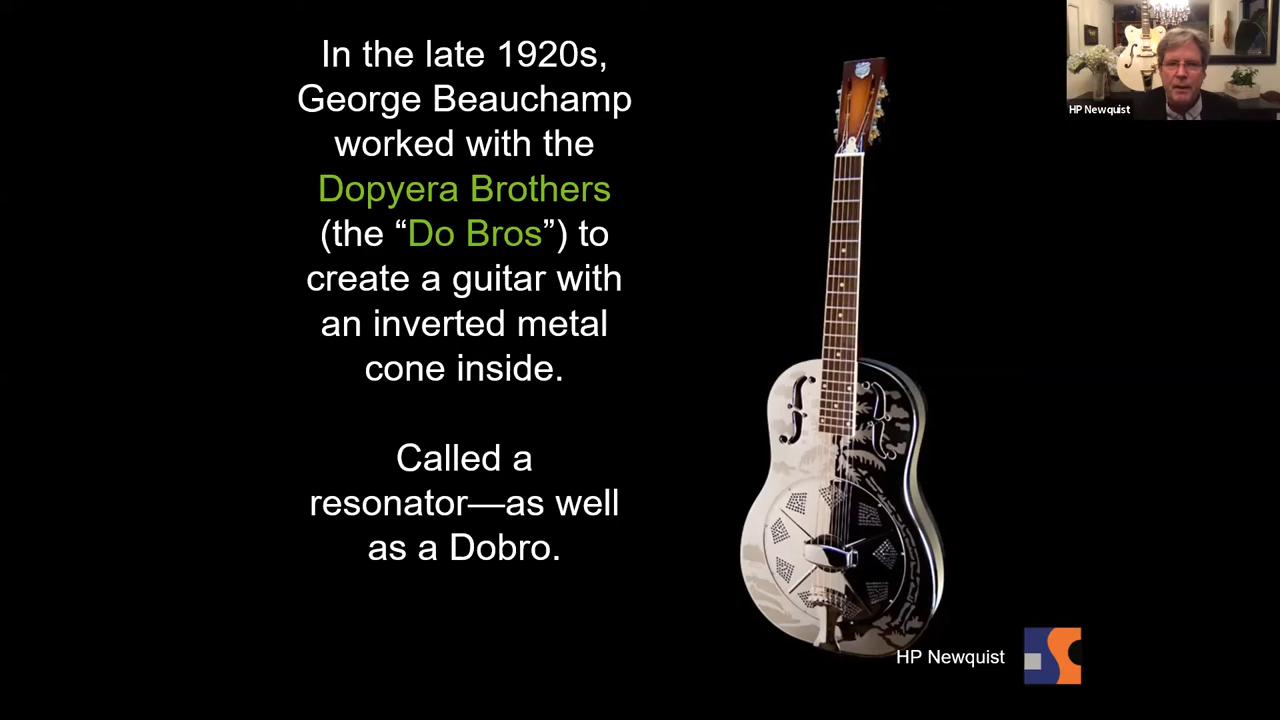 In the late 1920s,
George Beauchamp
worked with the
Dopyera Brothers
(the “Do Bros”) to
create a guitar with
an inverted metal
cone inside.
Called a
resonator—as well
as a Dobro.
HP Newquist
HP Newquist